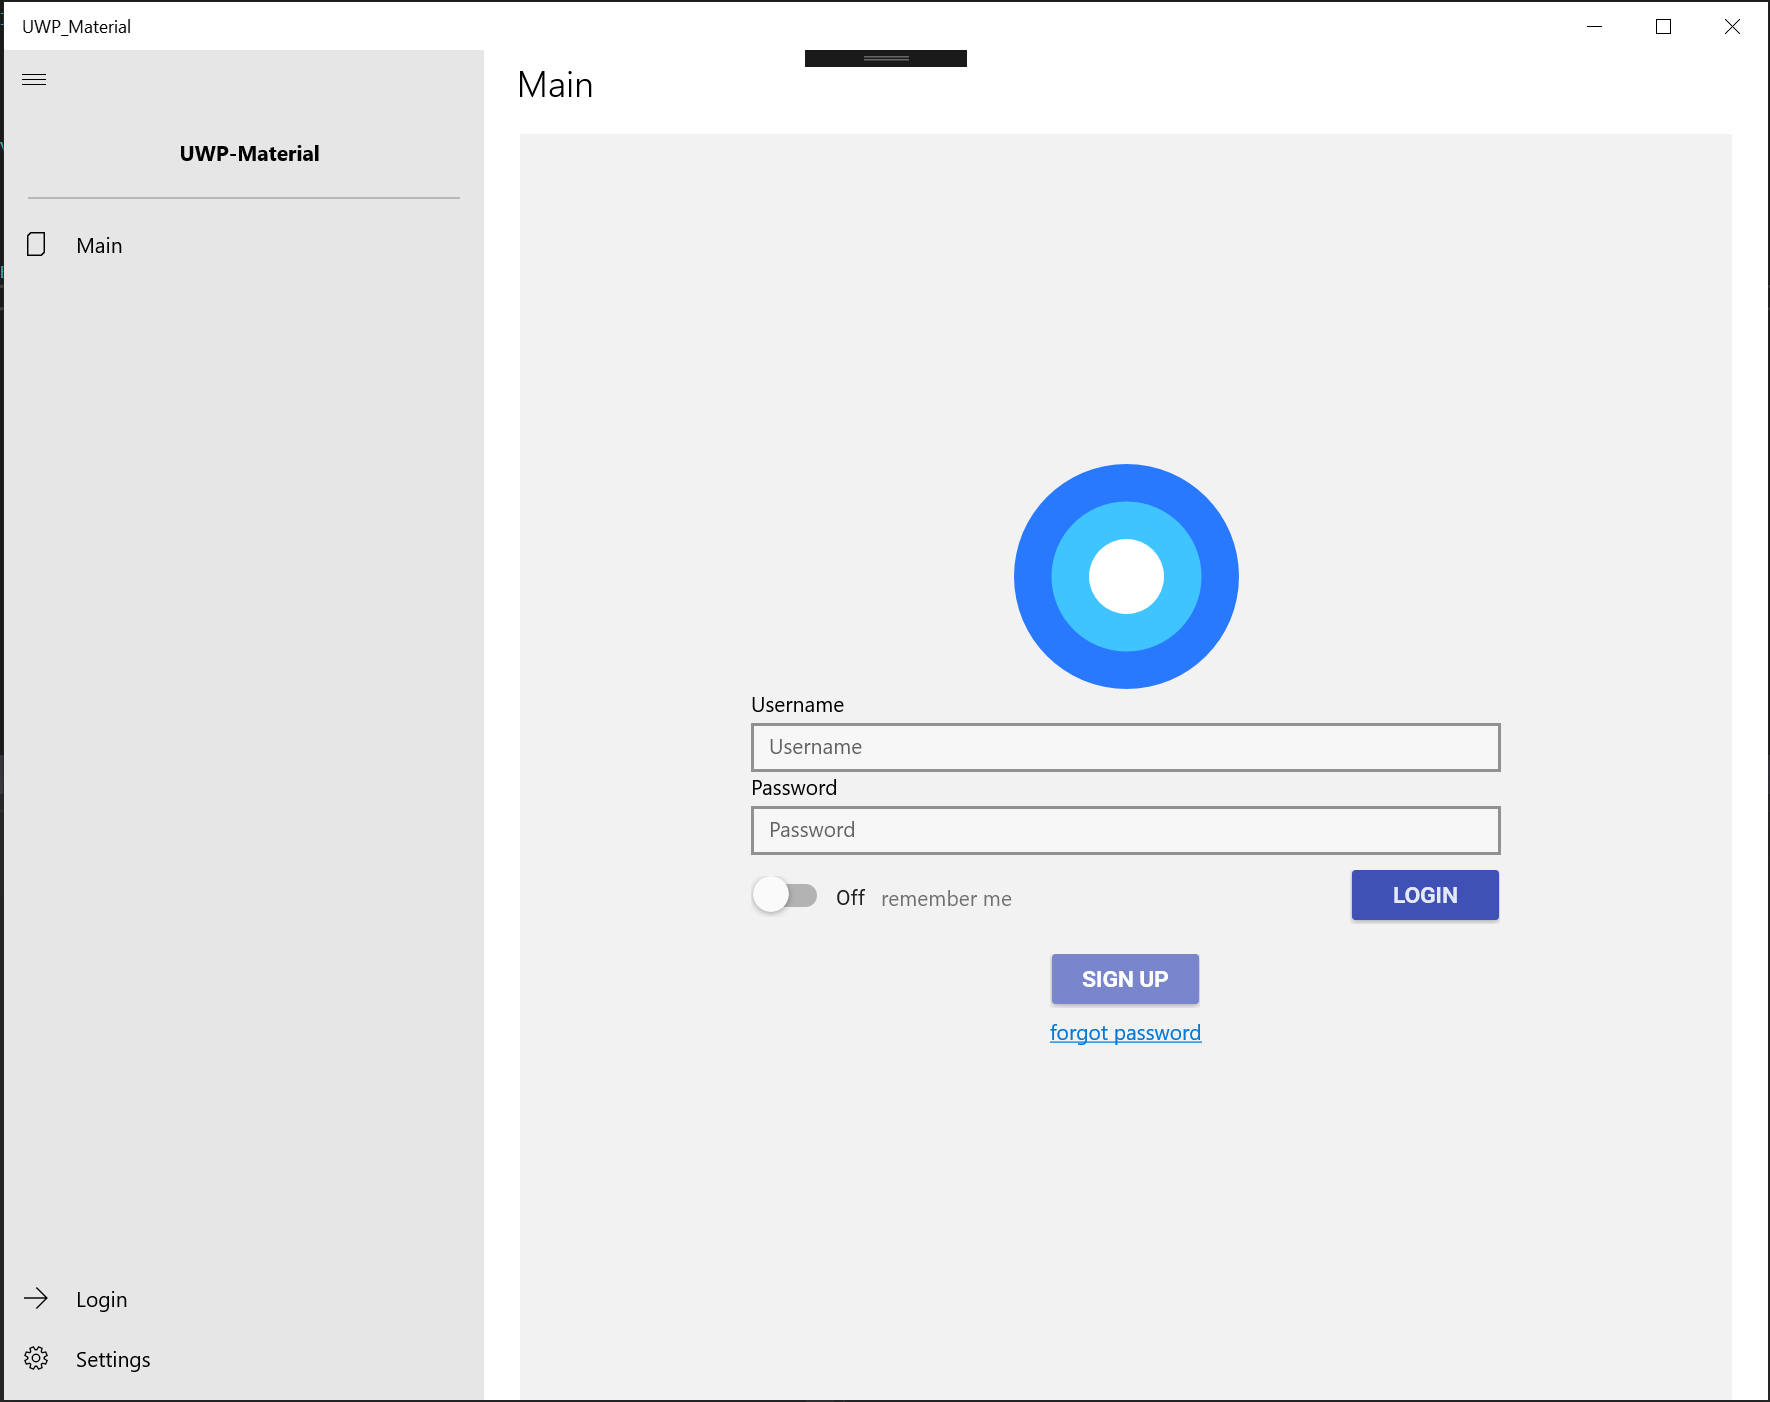 UWP_Material
Main
UWP-Material
Main
Username
Username
Password
Password
Off remember me
LOGIN
SIGN UP
forgot password
Login
Settings